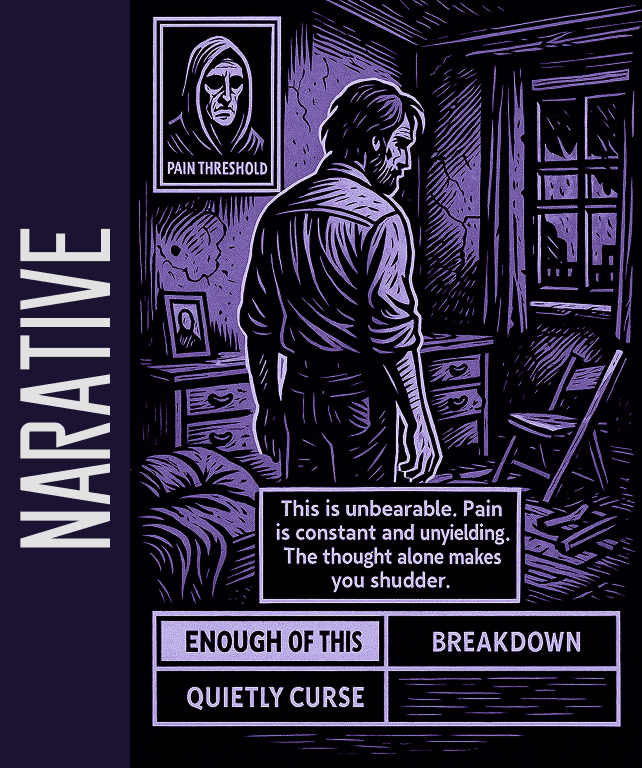 NARATIVE
PAIN THRESHOLD
This is unbearable. Pain
is constant and unyielding.
The thought alone makes
you shudder.
ENOUGH OF THIS
BREAKDOWN
QUIETLY CURSE